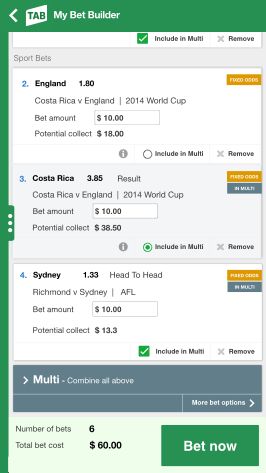 TAB My Bet Builder
Include in Multi Remove
Sport Bets
2. England 1.80 FIXED ODDS
Costa Rica v England | 2014 World Cup
Bet amount $ 10.00
Potential collect $ 18.00
Include in Multi Remove
3. Costa Rica 3.85 Result FIXED ODDS
IN MULTI
Costa Rica v England | 2014 World Cup
Bet amount $ 10.00
Potential collect $ 38.50
Include in Multi Remove
4. Sydney 1.33 Head To Head FIXED ODDS
IN MULTI
Richmond v Sydney | AFL
Bet amount $ 10.00
Potential collect $ 13.3
Include in Multi Remove
Multi - Combine all above
More bet options
Number of bets 6
Total bet cost $ 60.00
Bet now